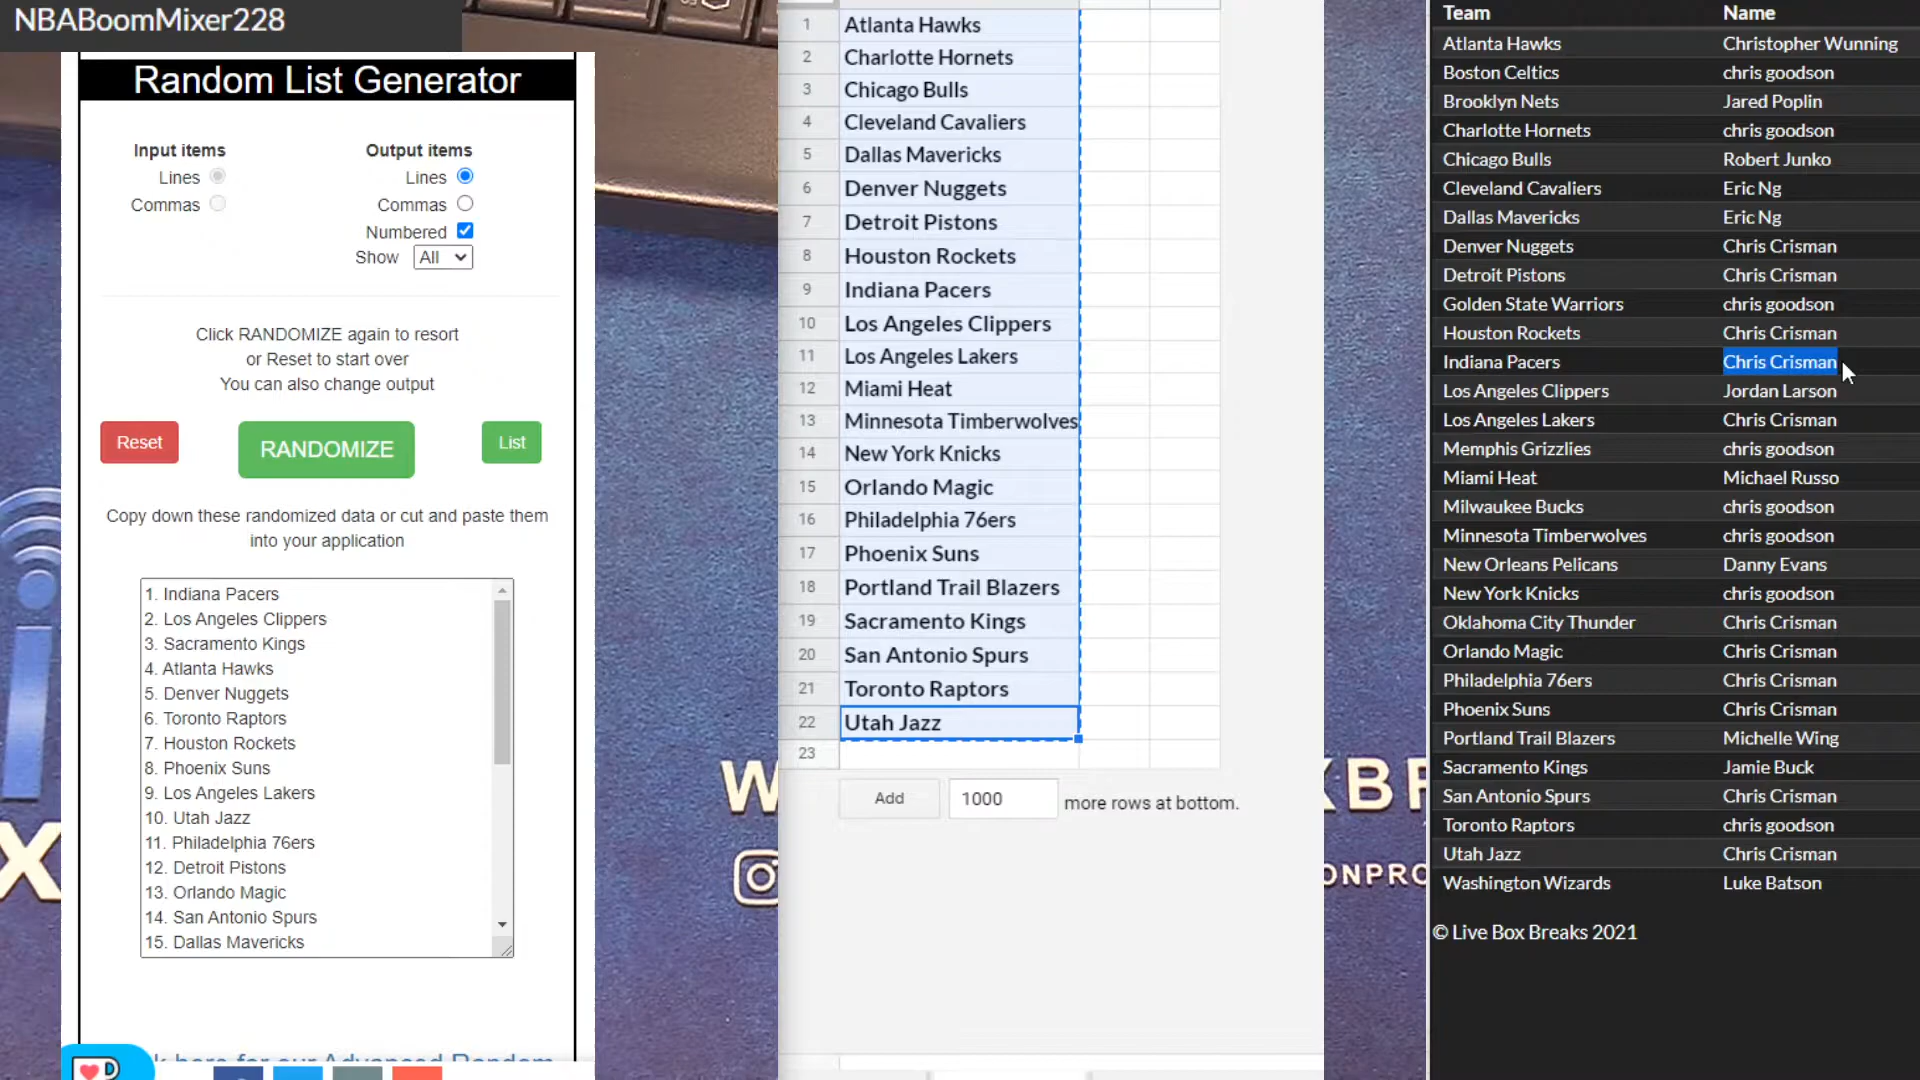 NBABoomMixer228
Random List Generator
Input items
Output items
Lines
Lines
Commas
Commas
Numbered
Show
All
Click RANDOMIZE again to resort
or Reset to start over
You can also change output
Reset
RANDOMIZE
List
Copy down these randomized data or cut and paste them
into your application
1. Indiana Pacers
2. Los Angeles Clippers
3. Sacramento Kings
4. Atlanta Hawks
5. Denver Nuggets
6. Toronto Raptors
7. Houston Rockets
8. Phoenix Suns
9. Los Angeles Lakers
10. Utah Jazz
11. Philadelphia 76ers
12. Detroit Pistons
13. Orlando Magic
14. San Antonio Spurs
15. Dallas Mavericks
1 Atlanta Hawks
2 Charlotte Hornets
3 Chicago Bulls
4 Cleveland Cavaliers
5 Dallas Mavericks
6 Denver Nuggets
7 Detroit Pistons
8 Houston Rockets
9 Indiana Pacers
10 Los Angeles Clippers
11 Los Angeles Lakers
12 Miami Heat
13 Minnesota Timberwolves
14 New York Knicks
15 Orlando Magic
16 Philadelphia 76ers
17 Phoenix Suns
18 Portland Trail Blazers
19 Sacramento Kings
20 San Antonio Spurs
21 Toronto Raptors
22 Utah Jazz
23
Add 1000 more rows at bottom.
Team Name
Atlanta Hawks Christopher Wunning
Boston Celtics chris goodson
Brooklyn Nets Jared Poplin
Charlotte Hornets chris goodson
Chicago Bulls Robert Junko
Cleveland Cavaliers Eric Ng
Dallas Mavericks Eric Ng
Denver Nuggets Chris Crisman
Detroit Pistons Chris Crisman
Golden State Warriors chris goodson
Houston Rockets Chris Crisman
Indiana Pacers Chris Crisman
Los Angeles Clippers Jordan Larson
Los Angeles Lakers Chris Crisman
Memphis Grizzlies chris goodson
Miami Heat Michael Russo
Milwaukee Bucks chris goodson
Minnesota Timberwolves chris goodson
New Orleans Pelicans Danny Evans
New York Knicks chris goodson
Oklahoma City Thunder Chris Crisman
Orlando Magic Chris Crisman
Philadelphia 76ers Chris Crisman
Phoenix Suns Chris Crisman
Portland Trail Blazers Michelle Wing
Sacramento Kings Jamie Buck
San Antonio Spurs Chris Crisman
Toronto Raptors chris goodson
Utah Jazz Chris Crisman
Washington Wizards Luke Batson
© Live Box Breaks 2021